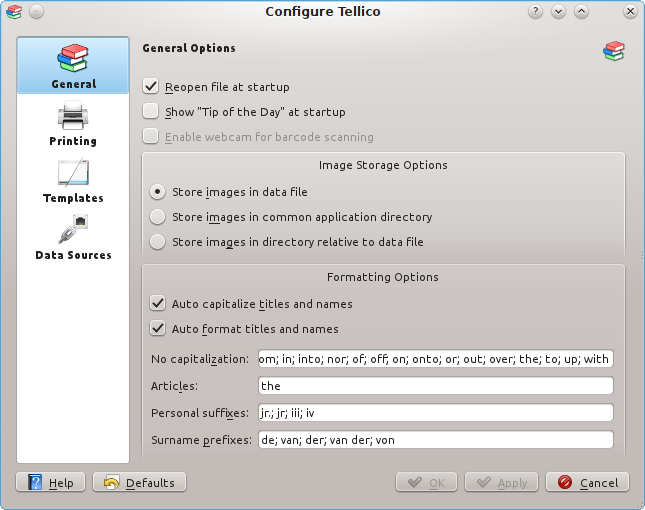 Configure Tellico
General
Printing
Templates
Data Sources
General Options
Reopen file at startup
Show "Tip of the Day" at startup
Enable webcam for barcode scanning
Image Storage Options
Store images in data file
Store images in common application directory
Store images in directory relative to data file
Formatting Options
Auto capitalize titles and names
Auto format titles and names
No capitalization: om; in; into; nor; of; off; on; onto; or; out; over; the; to; up; with
Articles: the
Personal suffixes: jr.; jr; iii; iv
Surname prefixes: de; van; der; van der; von
Help Defaults OK Apply Cancel